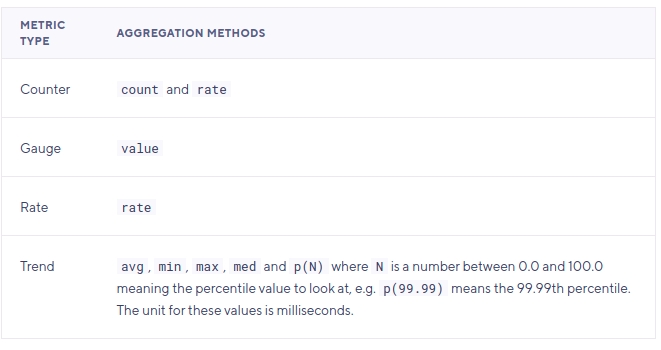 METRIC
TYPE
AGGREGATION METHODS
Counter
count and rate
Gauge
value
Rate
rate
Trend
avg, min, max, med and p(N) where N is a number between 0.0 and 100.0
meaning the percentile value to look at, e.g. p(99.99) means the 99.99th percentile.
The unit for these values is milliseconds.